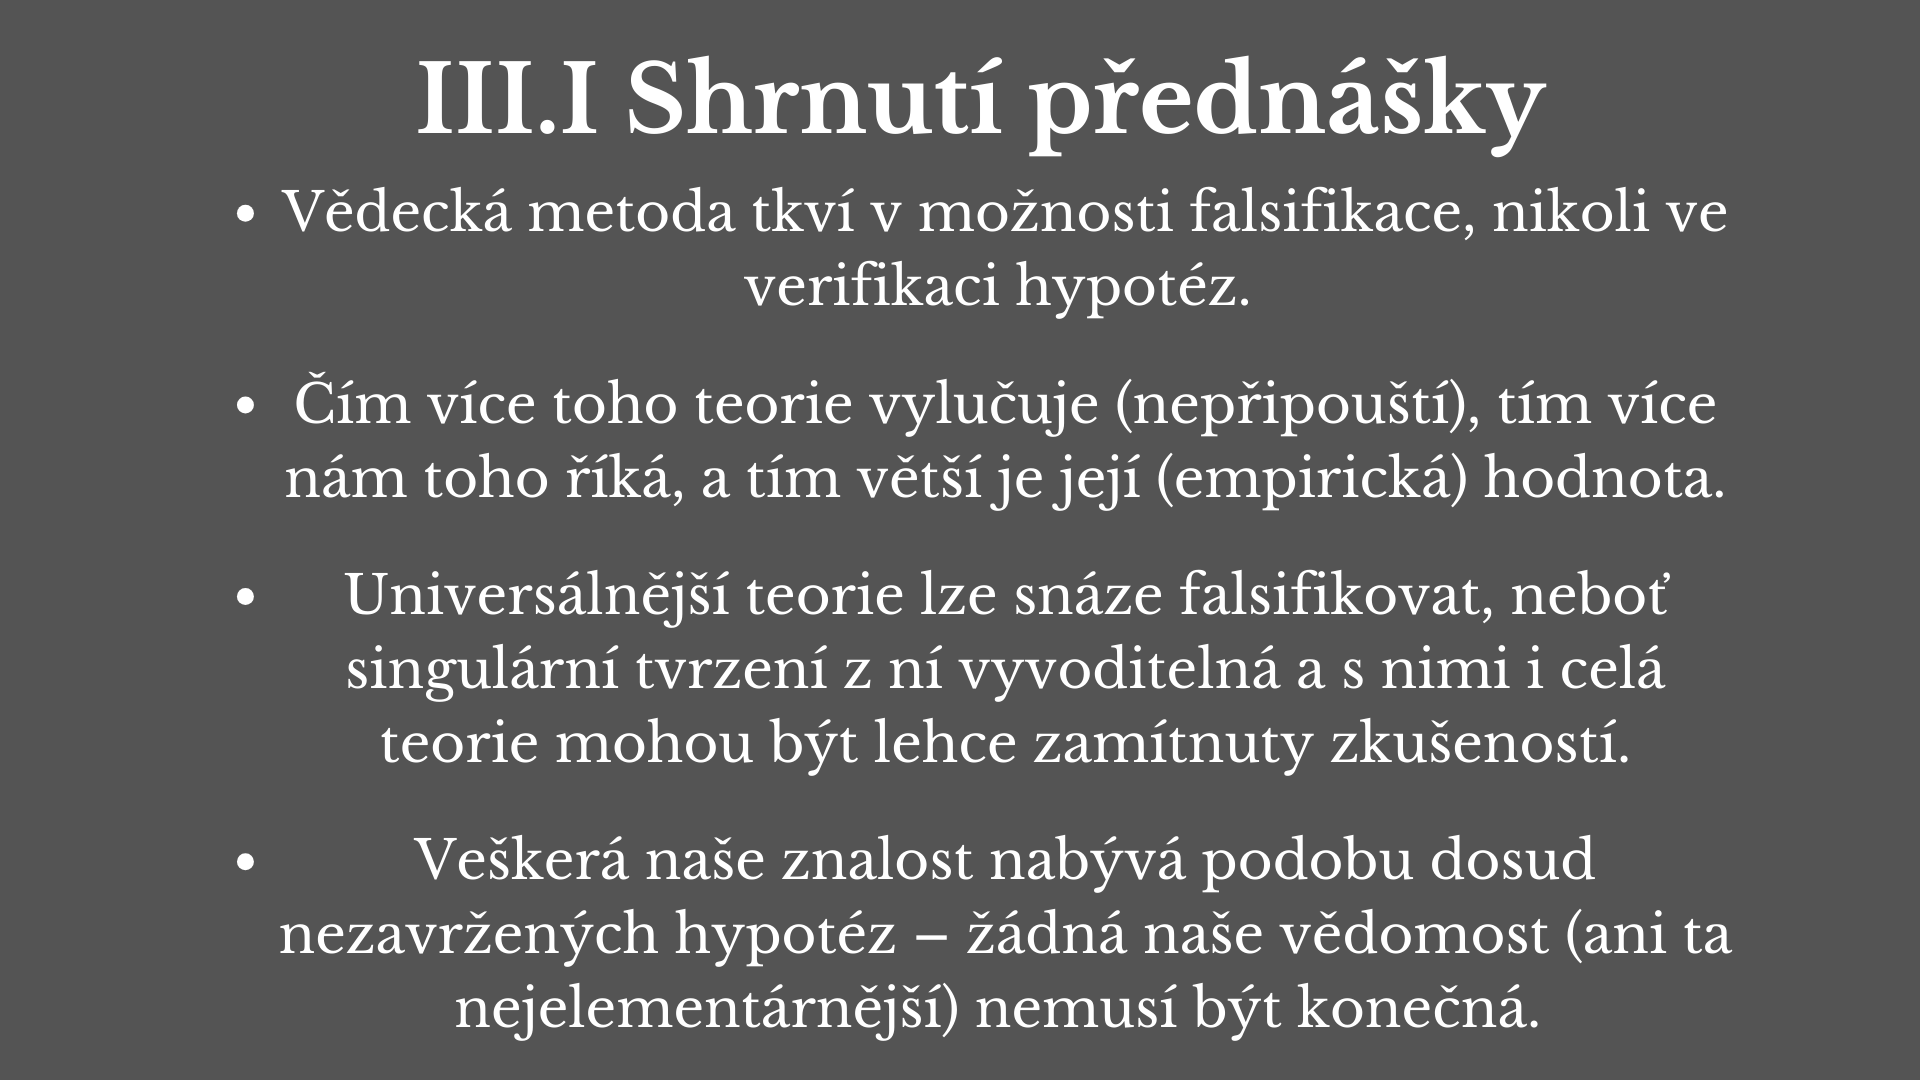 III.I Shrnutí přednášky
• Vědecká metoda tkví v možnosti falsifikace, nikoli ve
verifikaci hypotéz.
• Čím více toho teorie vylučuje (nepřipouští), tím více
nám toho říká, a tím větší je její (empirická) hodnota.
• Universálnější teorie lze snáze falsifikovat, neboť
singulární tvrzení z ní vyvoditelná a s nimi i celá
teorie mohou být lehce zamítnuty zkušeností.
• Veškerá naše znalost nabývá podobu dosud
nezavržených hypotéz – žádná naše vědomost (ani ta
nejelementárnější) nemusí být konečná.